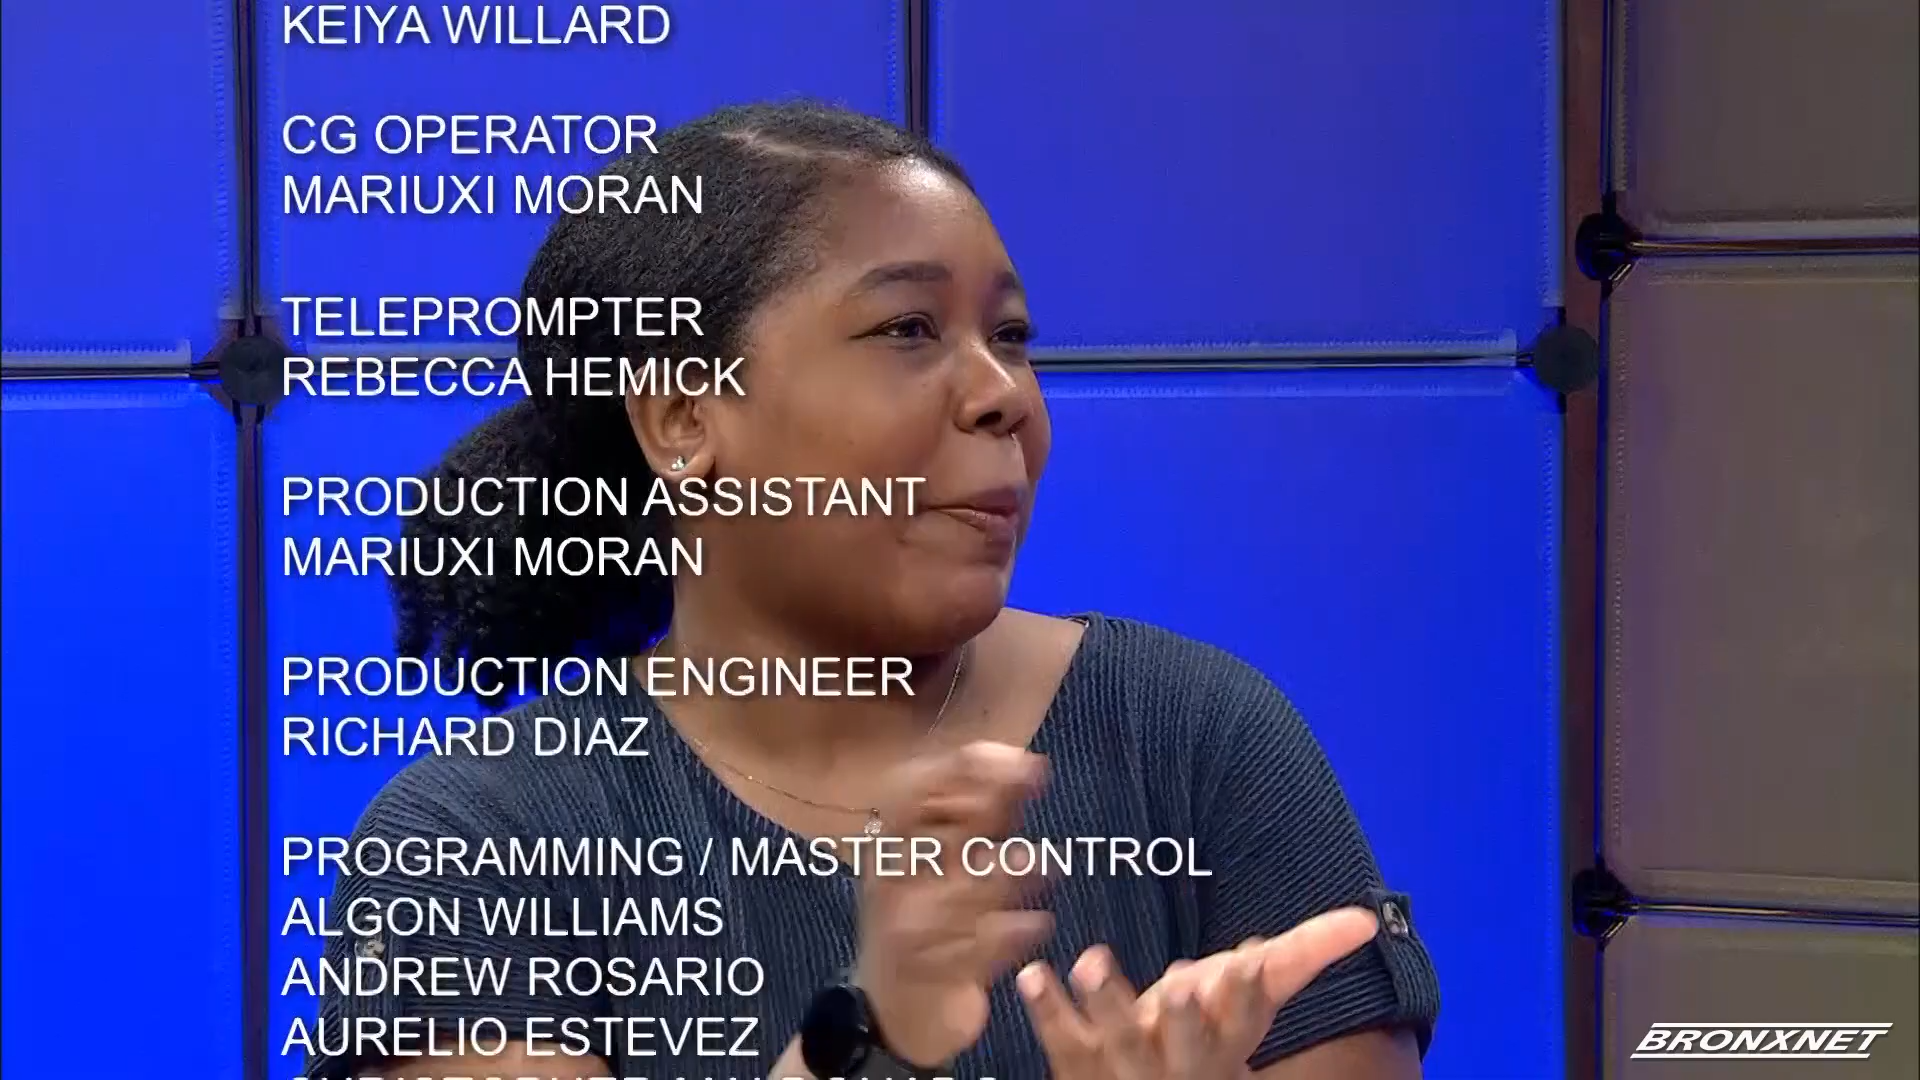 KEIYA WILLARD
CG OPERATOR
MARIUXI MORAN
TELEPROMPTER
REBECCA HEMICK
PRODUCTION ASSISTANT
MARIUXI MORAN
PRODUCTION ENGINEER
RICHARD DIAZ
PROGRAMMING / MASTER CONTROL
ALGON WILLIAMS
ANDREW ROSARIO
AURELIO ESTEVEZ
BRONXNET